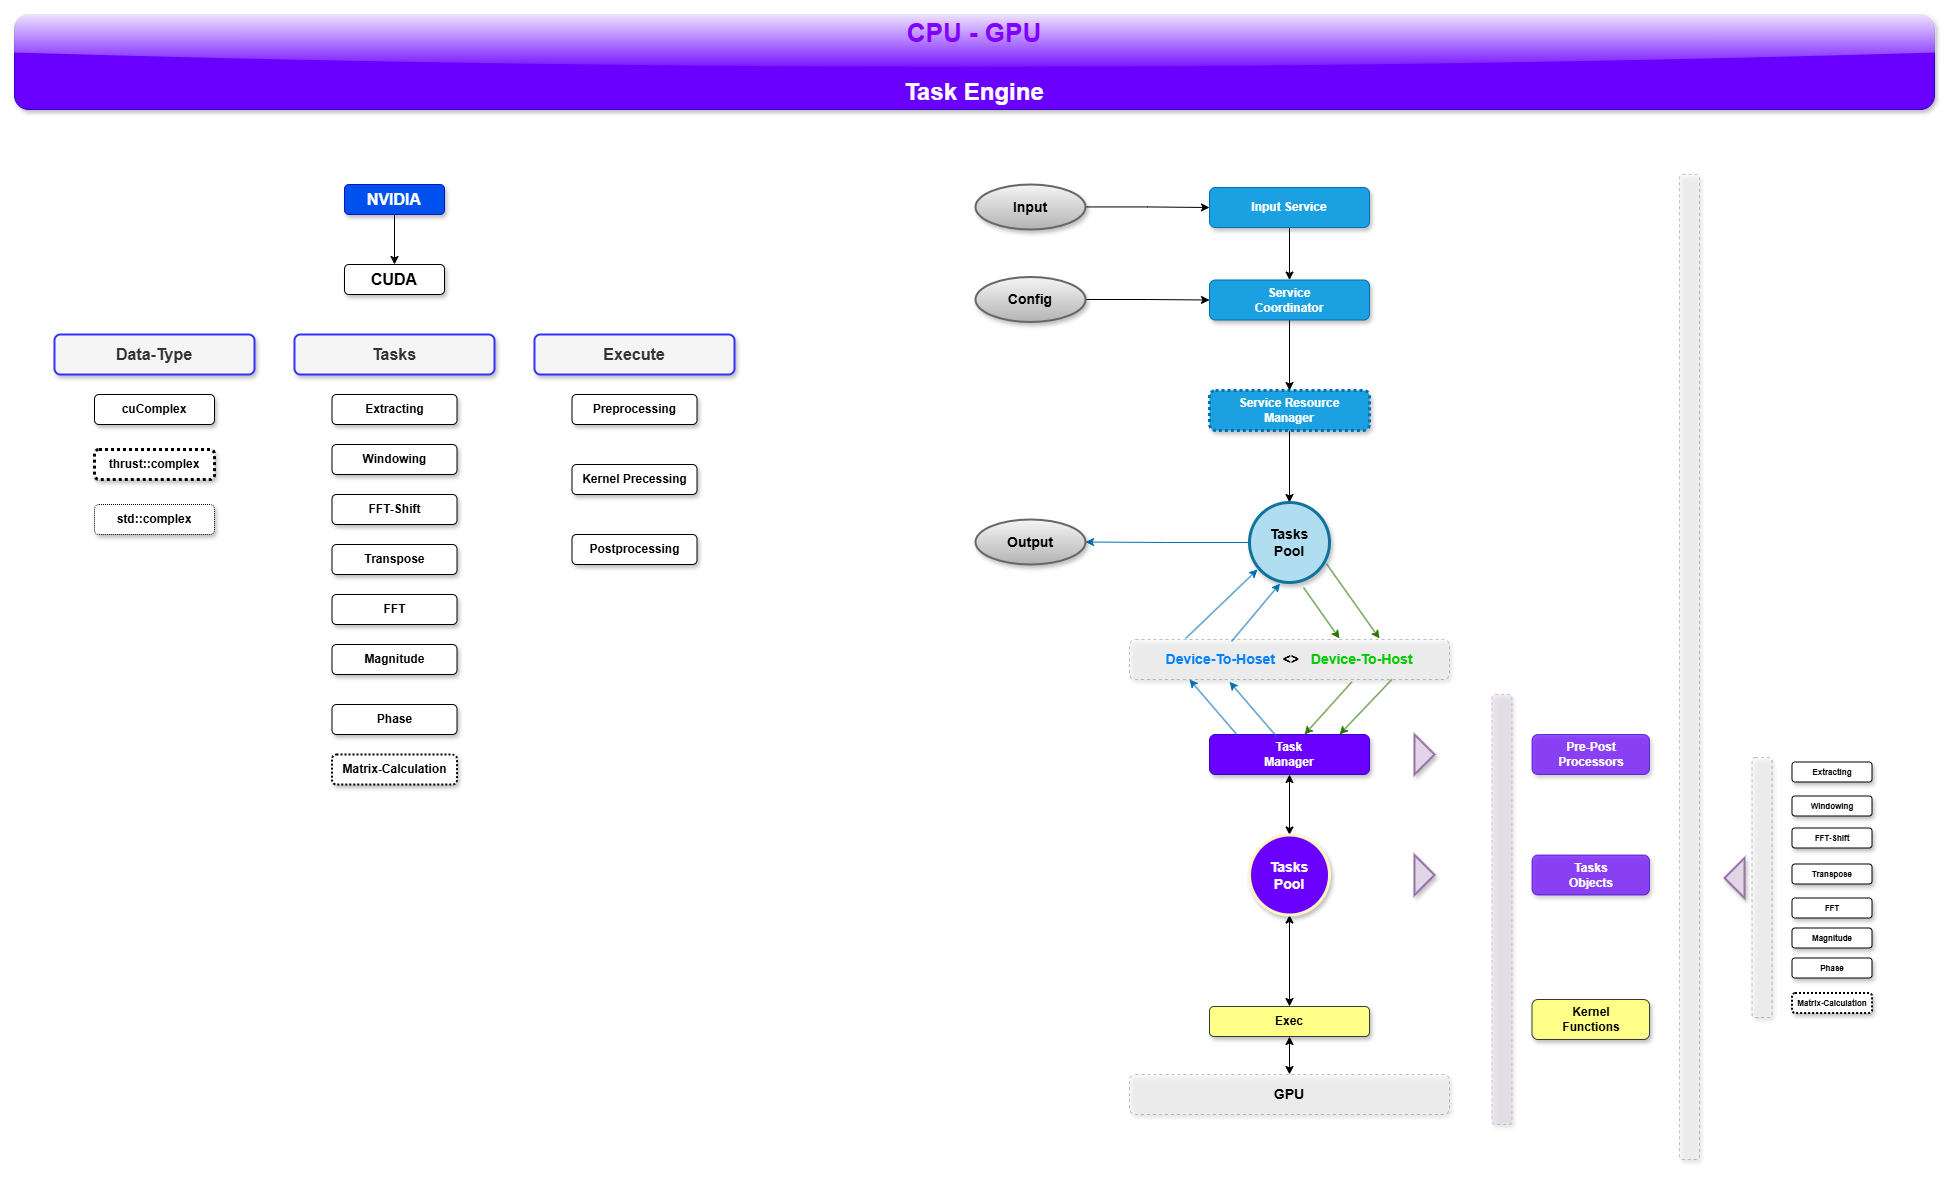 CPU - GPU
Task Engine
NVIDIA
CUDA
Data-Type
Tasks
Execute
cuComplex
thrust::complex
std::complex
Extracting
Windowing
FFT-Shift
Transpose
FFT
Magnitude
Phase
Matrix-Calculation
Preprocessing
Kernel Precessing
Postprocessing
Input
Input Service
Config
Service
Coordinator
Service Resource
Manager
Output
Tasks
Pool
Device-To-Hoset <> Device-To-Host
Task
Manager
Tasks
Pool
Exec
GPU
Pre-Post
Processors
Tasks
Objects
Kernel
Functions
Extracting
Windowing
FFT-Shift
Transpose
FFT
Magnitude
Phase
Matrix-Calculation